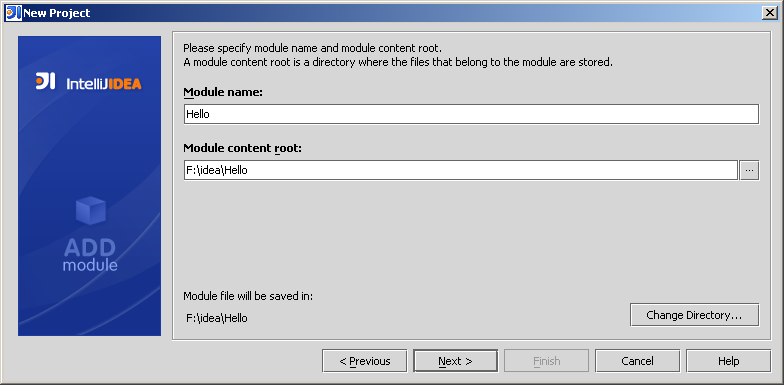 New Project
IntelliJIDEA
ADD
module
Please specify module name and module content root.
A module content root is a directory where the files that belong to the module are stored.
Module name:
Hello
Module content root:
F:\idea\Hello
...
Module file will be saved in:
F:\idea\Hello
Change Directory...
< Previous
Next >
Finish
Cancel
Help